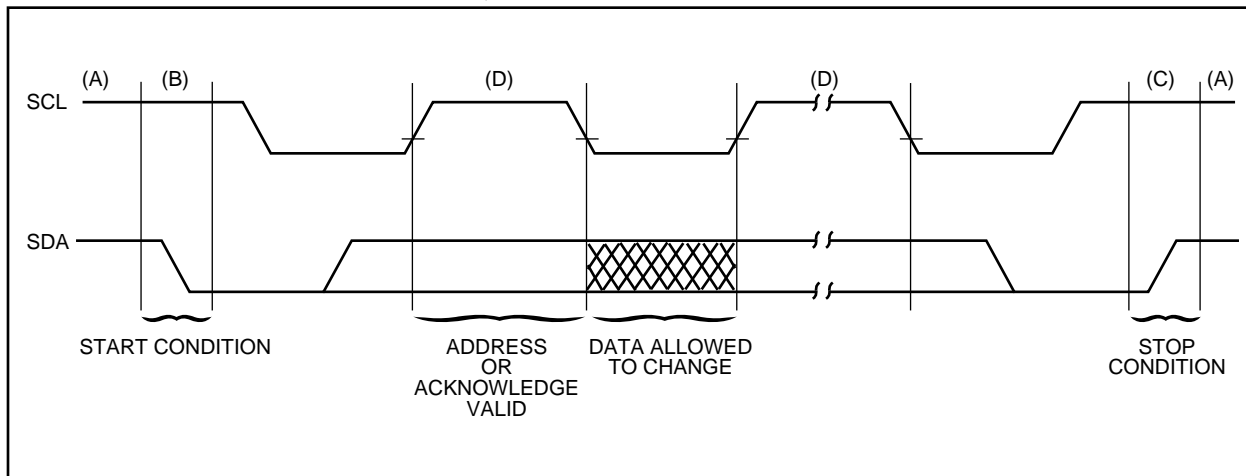 (A) (B) (D) (D) (C) (A)
SCL
SDA
START CONDITION
ADDRESS
OR
ACKNOWLEDGE
VALID
DATA ALLOWED
TO CHANGE
STOP
CONDITION